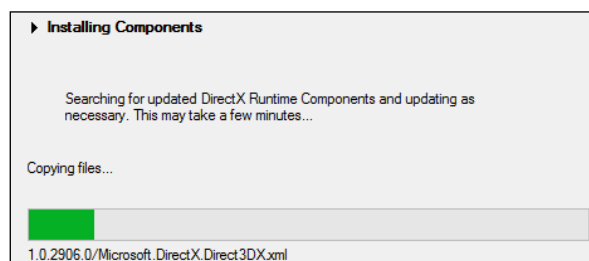 Installing Components
Searching for updated DirectX Runtime Components and updating as
necessary. This may take a few minutes...
Copying files...
1.0.2906.0/Microsoft.DirectX.Direct3DX.xml